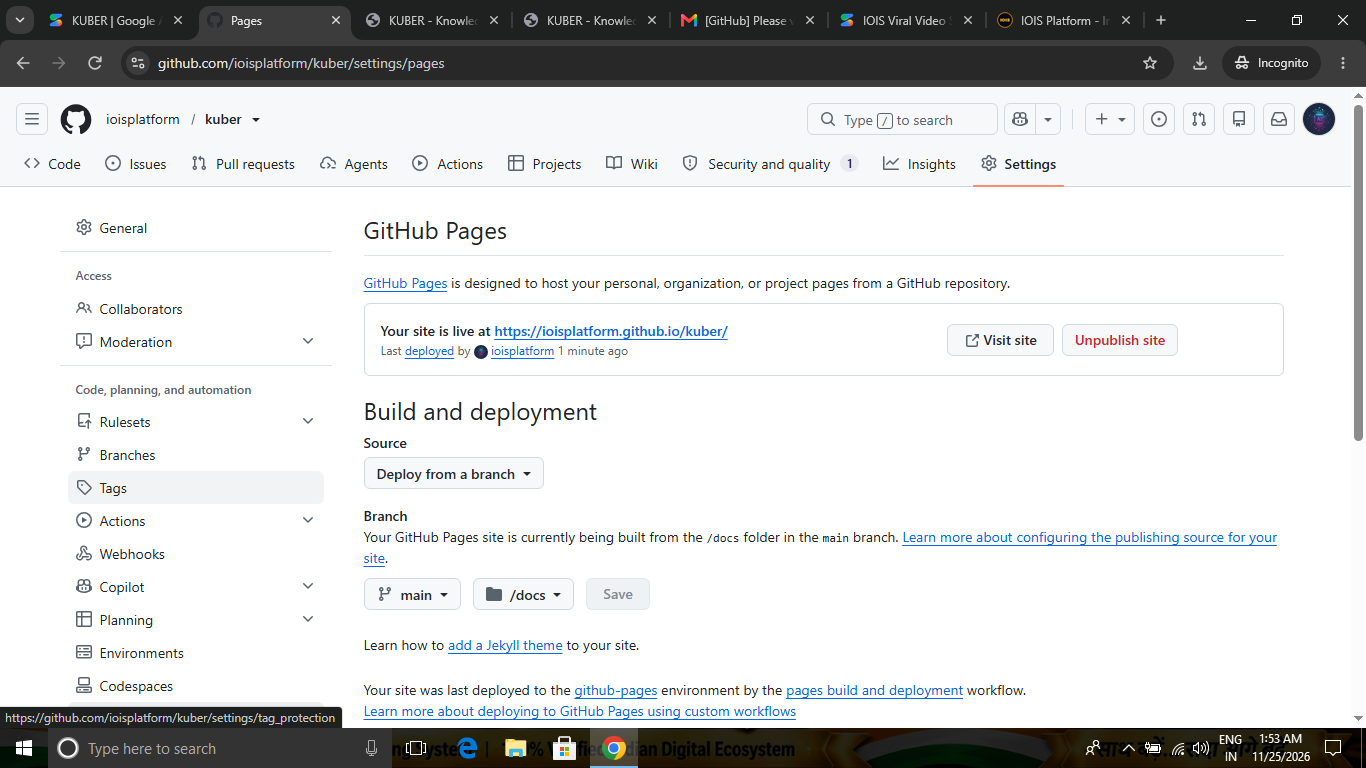 KUBER | Google A
Pages
KUBER - Knowled
KUBER - Knowled
[GitHub] Please v
IOIS Viral Video S
IOIS Platform - In
github.com/ioisplatform/kuber/settings/pages
Incognito
ioisplatform / kuber
Type / to search
Code
Issues
Pull requests
Agents
Actions
Projects
Wiki
Security and quality 1
Insights
Settings
General
Access
Collaborators
Moderation
Code, planning, and automation
Rulesets
Branches
Tags
Actions
Webhooks
Copilot
Planning
Environments
Codespaces
GitHub Pages
GitHub Pages is designed to host your personal, organization, or project pages from a GitHub repository.
Your site is live at https://ioisplatform.github.io/kuber/
Last deployed by ioisplatform 1 minute ago
Visit site
Unpublish site
Build and deployment
Source
Deploy from a branch
Branch
Your GitHub Pages site is currently being built from the /docs folder in the main branch. Learn more about configuring the publishing source for your
site.
main
/docs
Save
Learn how to add a Jekyll theme to your site.
Your site was last deployed to the github-pages environment by the pages build and deployment workflow.
Learn more about deploying to GitHub Pages using custom workflows
https://github.com/ioisplatform/kuber/settings/tag_protection
Type here to search
Digital Ecosystem
ENG
IN
1:53 AM
11/25/2026